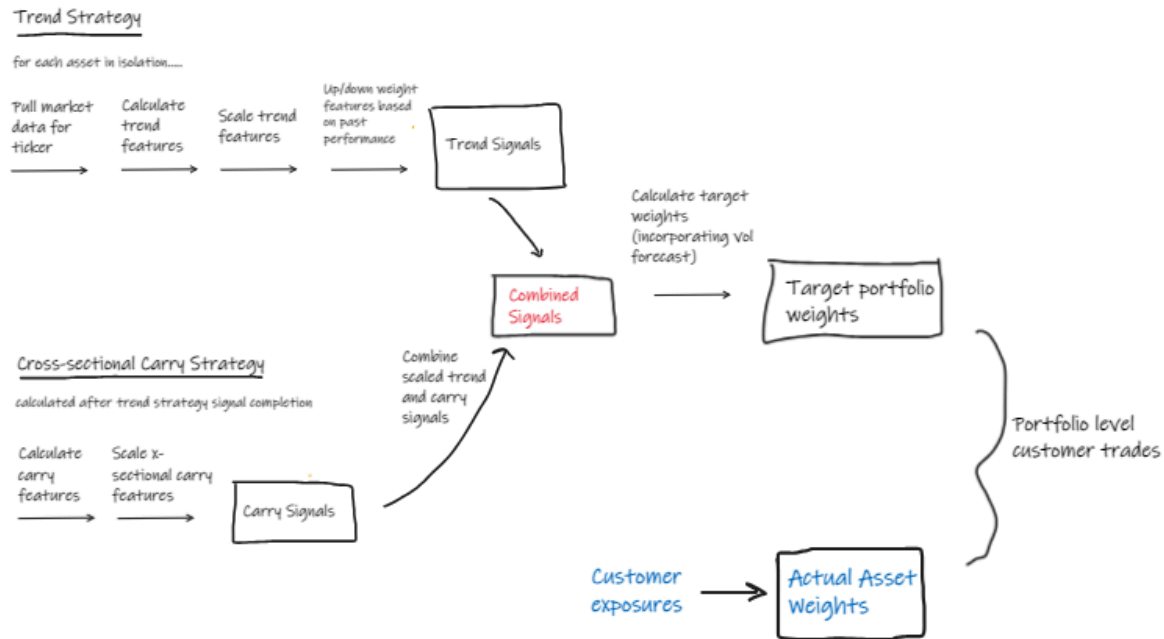 Trend Strategy
for each asset in isolation.....
Pull market
data for
ticker
Calculate
trend
features
Scale trend
features
Up/down weight
features based
on past
performance
Trend Signals
Calculate target
weights
(incorporating vol
forecast)
Combined
Signals
Target portfolio
weights
Cross-sectional Carry Strategy
calculated after trend strategy signal completion
Combine
scaled trend
and carry
signals
Calculate
carry
features
Scale x-
sectional carry
features
Carry Signals
Portfolio level
customer trades
Customer
exposures
Actual Asset
Weights